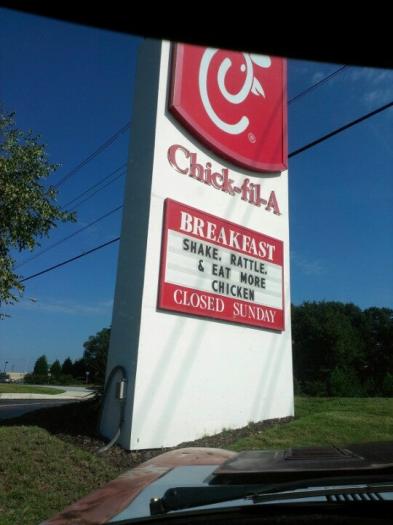 Chick-fil-A
BREAKFAST
SHAKE, RATTLE,
& EAT MORE
CHICKEN
CLOSED SUNDAY